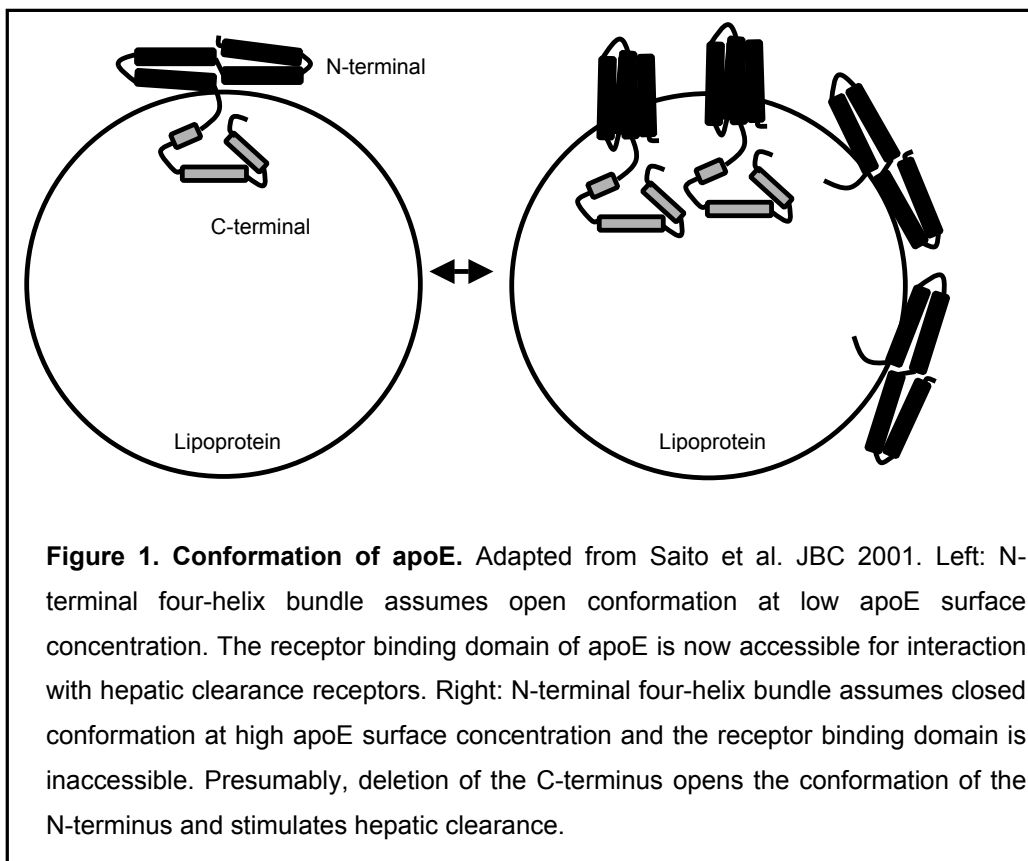 N-terminal
C-terminal
Lipoprotein
Lipoprotein
Figure 1. Conformation of apoE. Adapted from Saito et al. JBC 2001. Left: N-
terminal four-helix bundle assumes open conformation at low apoE surface
concentration. The receptor binding domain of apoE is now accessible for interaction
with hepatic clearance receptors. Right: N-terminal four-helix bundle assumes closed
conformation at high apoE surface concentration and the receptor binding domain is
inaccessible. Presumably, deletion of the C-terminus opens the conformation of the
N-terminus and stimulates hepatic clearance.